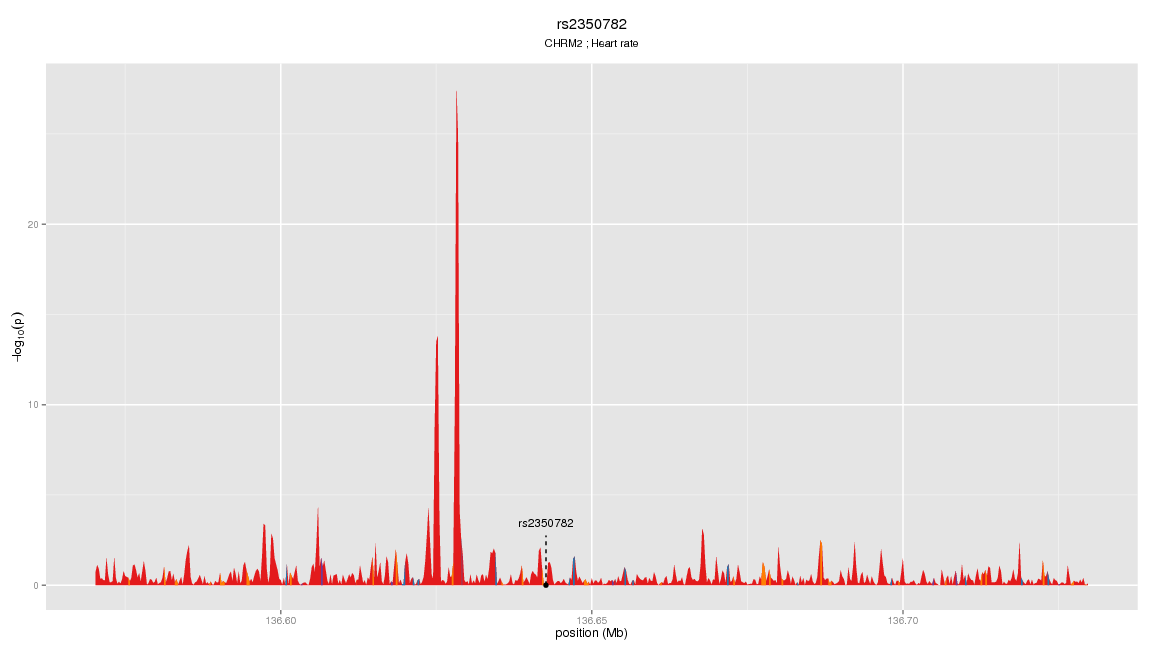 rs2350782
CHRM2 ; Heart rate
−log10(p)
20
10
0
rs2350782
136.60
136.65
136.70
position (Mb)